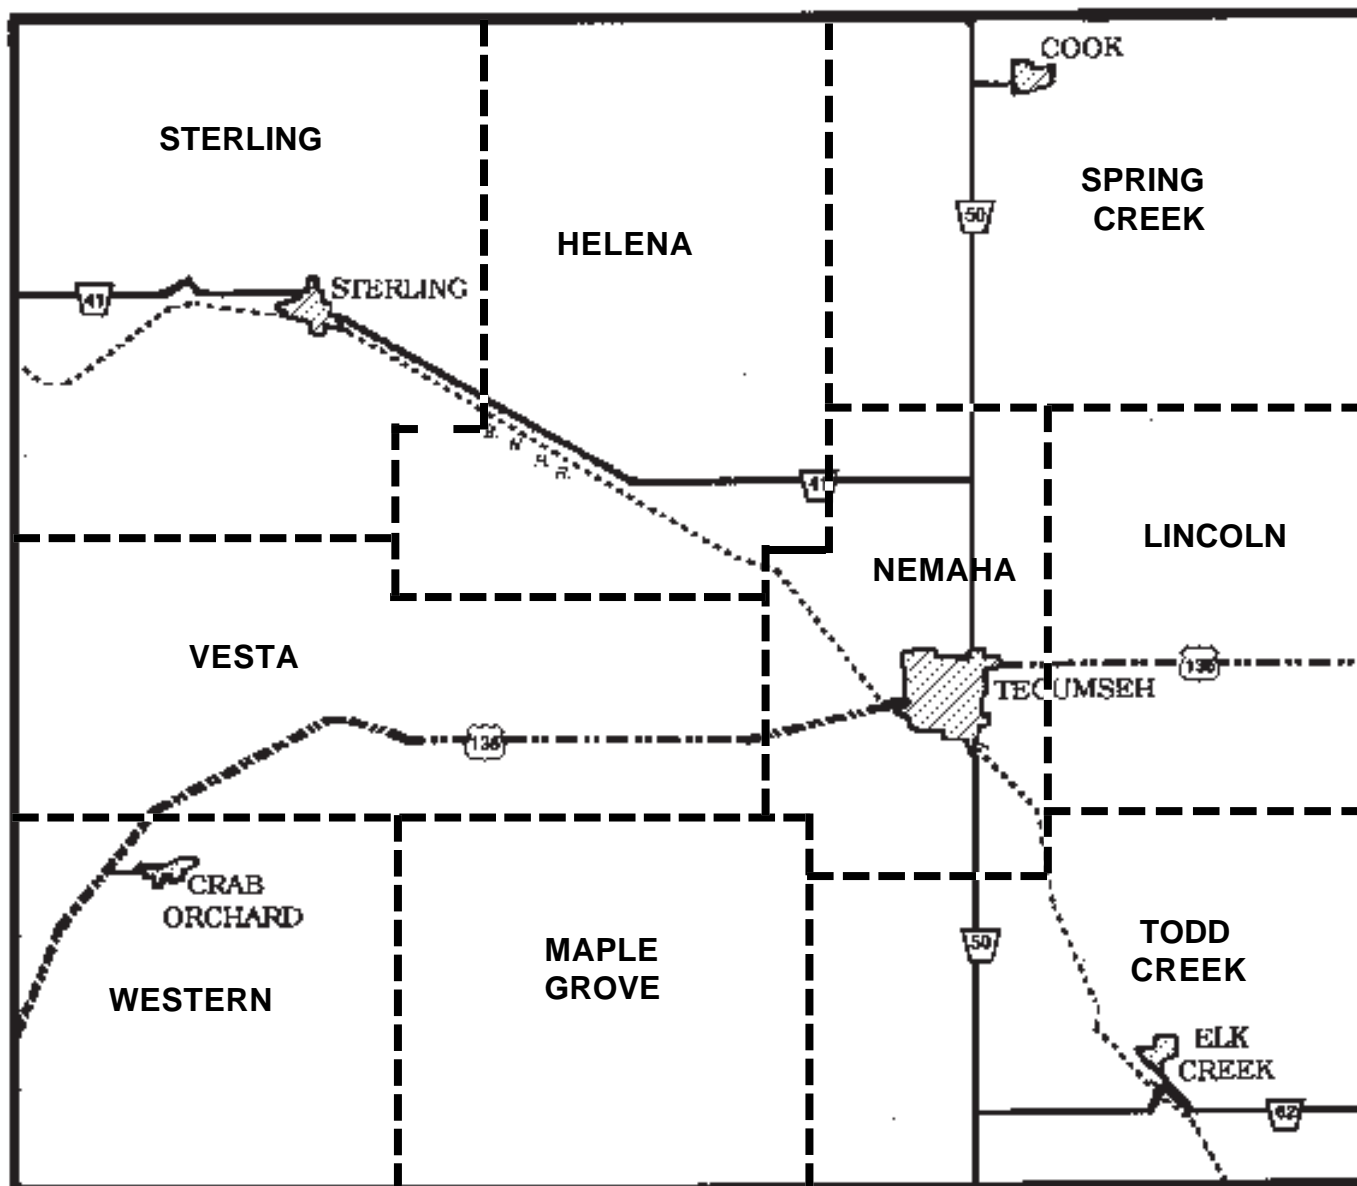 COOK
STERLING
SPRING
CREEK
50
HELENA
STERLING
41
B. N. R. R.
41
LINCOLN
NEMAHA
VESTA
136
TECUMSEH
136
CRAB
ORCHARD
TODD
CREEK
50
MAPLE
GROVE
WESTERN
ELK
CREEK
62